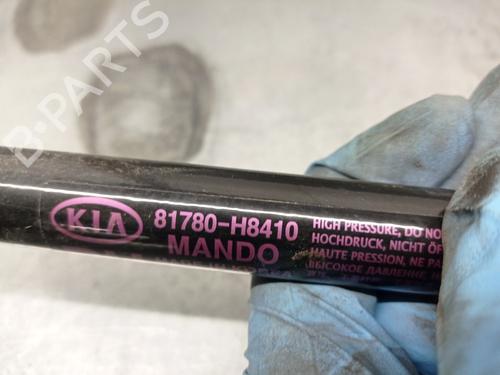 B-PARTS
KIA
81780-H8410
MANDO
HIGH PRESSURE, DO NO
HOCHDRUCK, NICHT ÖF
HAUTE PRESSION, NE PA
ВЫСОКОЕ ДАВЛЕНИЕ